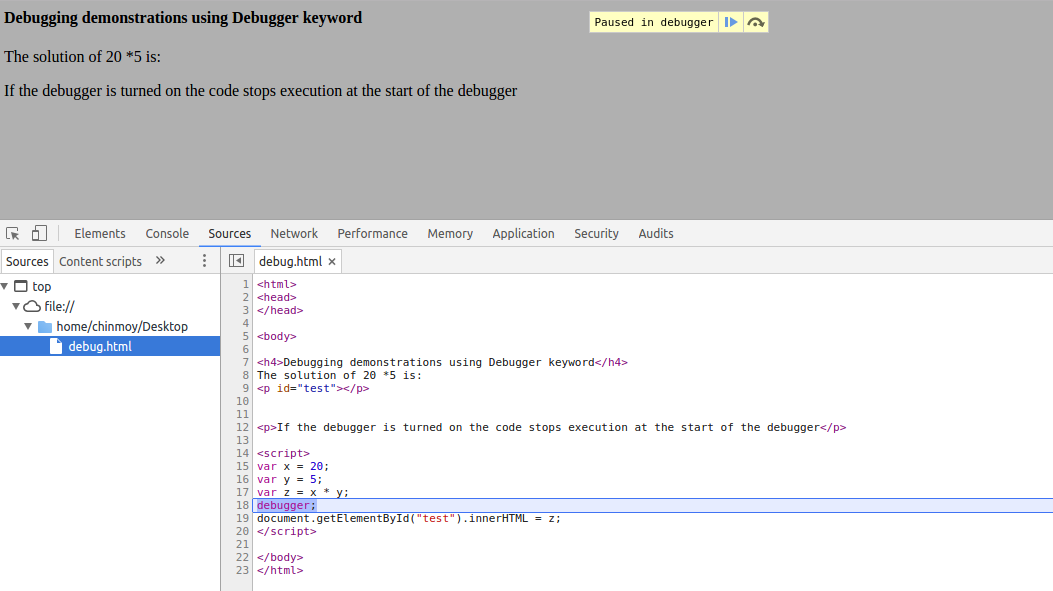 Debugging demonstrations using Debugger keyword
Paused in debugger
The solution of 20 *5 is:
If the debugger is turned on the code stops execution at the start of the debugger
Elements Console Sources Network Performance Memory Application Security Audits
Sources Content scripts »
debug.html ×
top
file://
home/chinmoy/Desktop
debug.html
1 <html>
2 <head>
3 </head>
4
5 <body>
6
7 <h4>Debugging demonstrations using Debugger keyword</h4>
8 The solution of 20 *5 is:
9 <p id="test"></p>
10
11
12 <p>If the debugger is turned on the code stops execution at the start of the debugger</p>
13
14 <script>
15 var x = 20;
16 var y = 5;
17 var z = x * y;
18 debugger;
19 document.getElementById("test").innerHTML = z;
20 </script>
21
22 </body>
23 </html>